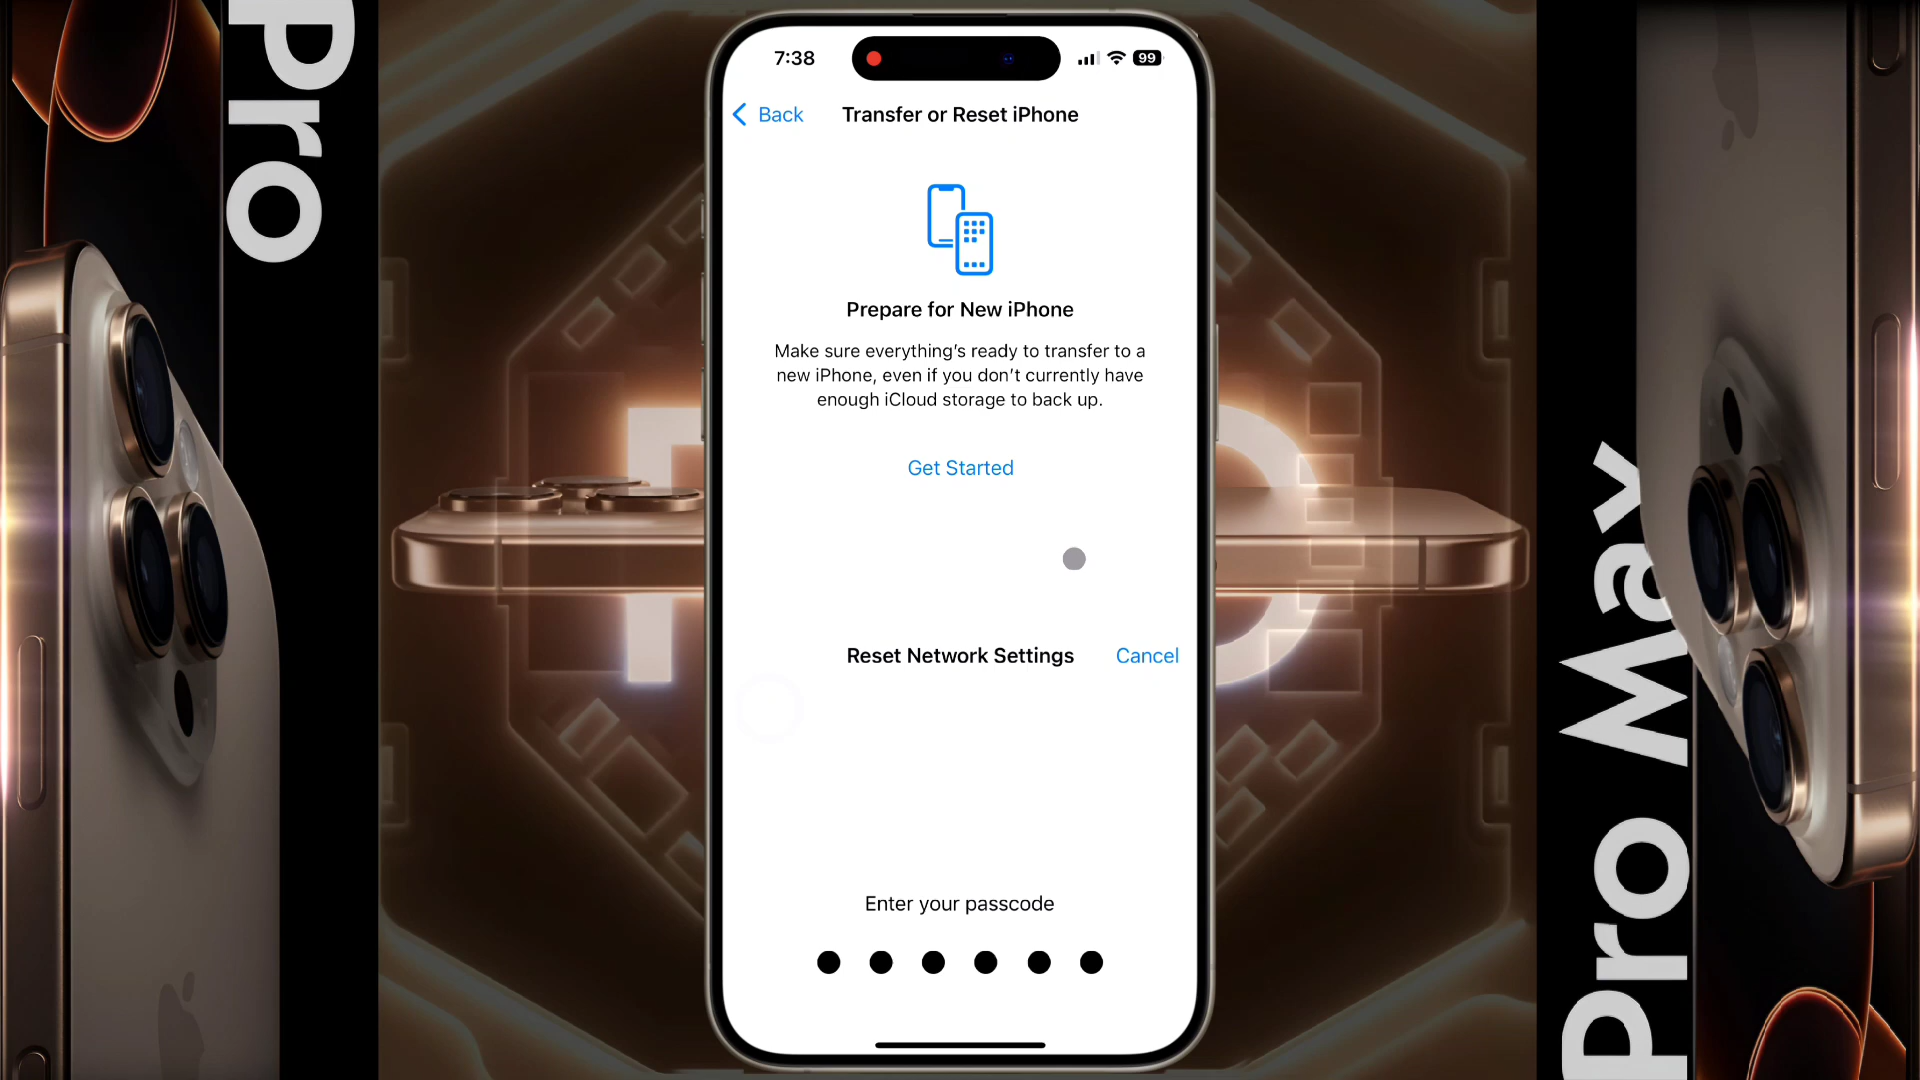 Pro
7:38
99
Back
Transfer or Reset iPhone
Prepare for New iPhone
Make sure everything's ready to transfer to a
new iPhone, even if you don't currently have
enough iCloud storage to back up.
Get Started
Reset Network Settings
Cancel
Enter your passcode
Pro Max